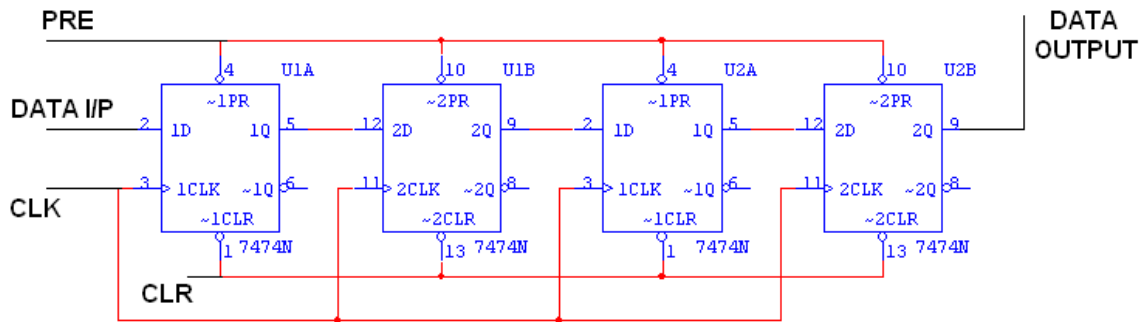 PRE
DATA
OUTPUT
4 U1A 10 U1B 4 U2A 10 U2B
~1PR ~2PR ~1PR ~2PR
DATA I/P
2 1D 1Q 5 12 2D 2Q 9 2 1D 1Q 5 12 2D 2Q 9
3 1CLK ~1Q 6 11 2CLK ~2Q 8 3 1CLK ~1Q 6 11 2CLK ~2Q 8
CLK
~1CLR ~2CLR ~1CLR ~2CLR
1 7474N 13 7474N 1 7474N 13 7474N
CLR